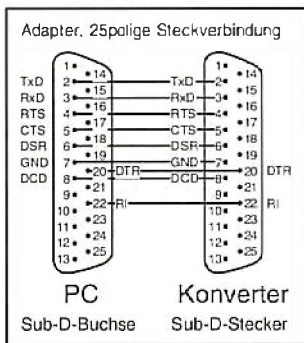 Adapter, 25polige Steckverbindung
1 1
14 14
TxD 2 TxD 2
15 15
RxD 3 RxD 3
16 16
RTS 4 RTS 4
17 17
CTS 5 CTS 5
18 18
DSR 6 DSR 6
19 19
GND 7 GND 7
20 DTR 20 DTR
DCD 8 DCD 8
21 21
9 9
22 RI 22 RI
10 10
23 23
11 11
24 24
12 12
25 25
13 13
PC Konverter
Sub-D-Buchse Sub-D-Stecker